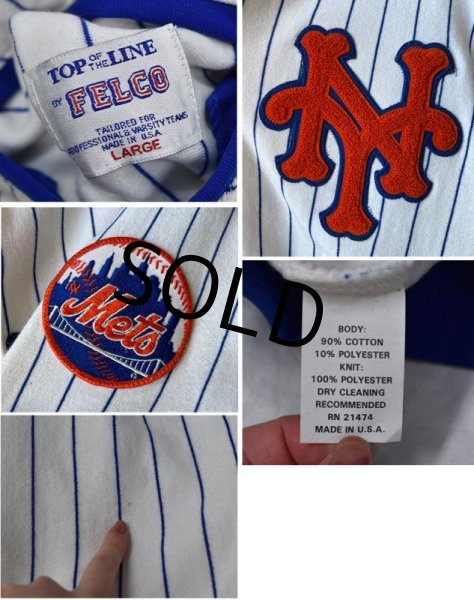 TOP OF THE LINE
BY FELCO
TAILORED FOR
PROFESSIONAL & VARSITY TEAMS
MADE IN U.S.A.
LARGE
NY
Mets
SOLD
BODY:
90% COTTON
10% POLYESTER
KNIT:
100% POLYESTER
DRY CLEANING
RECOMMENDED
RN 21474
MADE IN U.S.A.